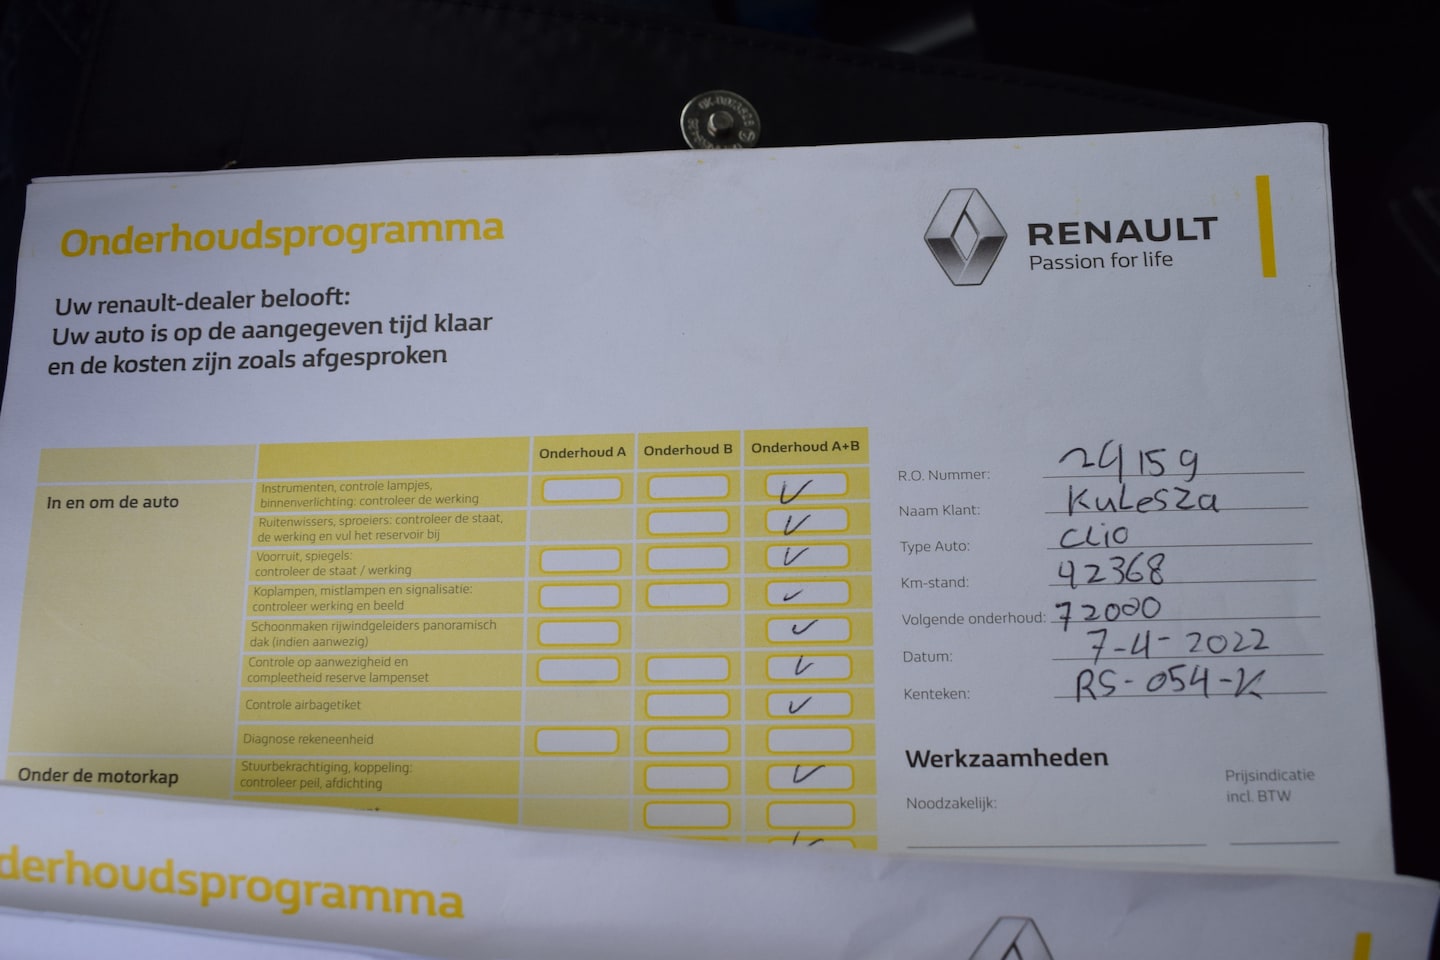 Onderhoudsprogramma
Uw renault-dealer belooft:
Uw auto is op de aangegeven tijd klaar
en de kosten zijn zoals afgesproken
RENAULT
Passion for life
Onderhoud A
Onderhoud B
Onderhoud A+B
In en om de auto
Instrumenten, controle lampjes,
binnenverlichting: controleer de werking
Ruitenwissers, sproeiers: controleer de staat,
de werking en vul het reservoir bij
Voorruit, spiegels:
controleer de staat / werking
Koplampen, mistlampen en signalisatie:
controleer werking en beeld
Schoonmaken rijwindgeleiders panoramisch
dak (indien aanwezig)
Controle op aanwezigheid en
compleetheid reserve lampenset
Controle airbagetiket
Diagnose rekeneenheid
Onder de motorkap
Stuurbekrachtiging, koppeling:
controleer peil, afdichting
R.O. Nummer: 24159
Naam Klant: Kulesza
Type Auto: Clio
Km-stand: 42368
Volgende onderhoud: 72000
Datum: 7-4-2022
Kenteken: RS-054-K
Werkzaamheden
Noodzakelijk:
Prijsindicatie
incl. BTW
derhoudsprogramma